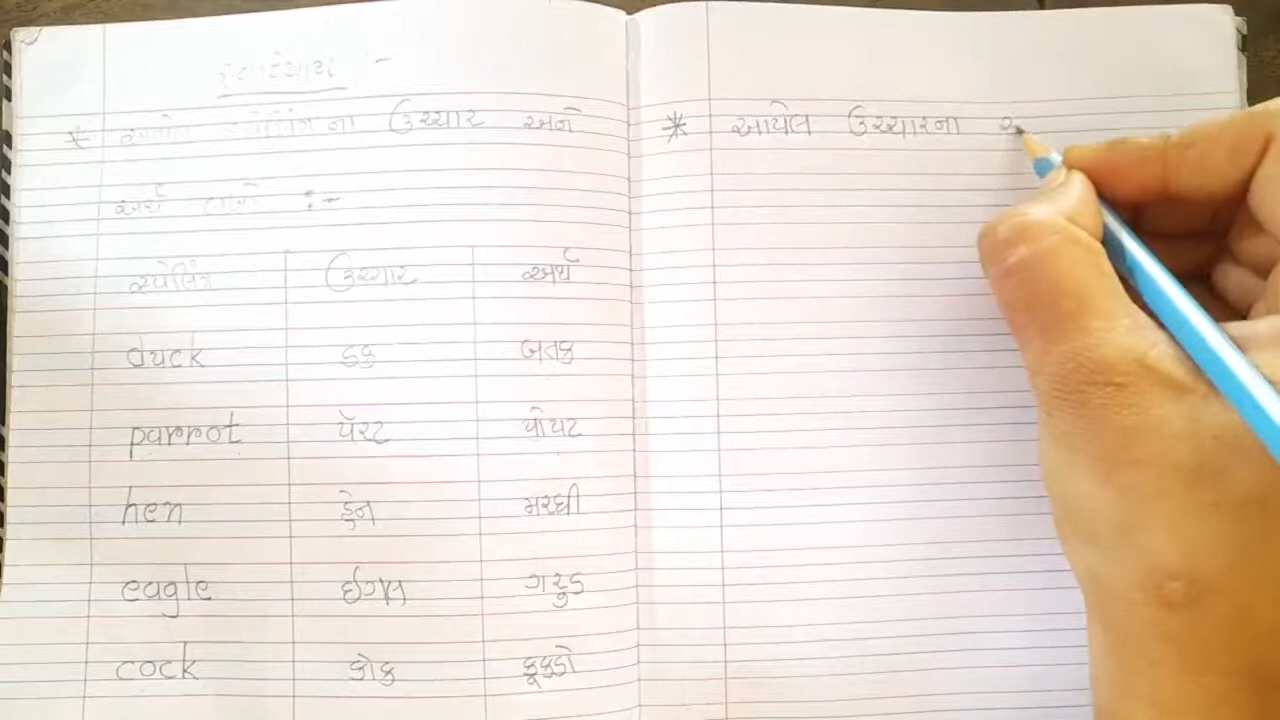 * સ્પેલિંગના ઉચ્ચાર અને
અર્થ લખો :-
સ્પેલિંગ ઉચ્ચાર અર્થ
duck ડક બતક
parrot પૅરટ પોપટ
hen હેન મરઘી
eagle ઈગલ ગરુડ
cock કોક કૂકડો
* આપેલ ઉચ્ચારના